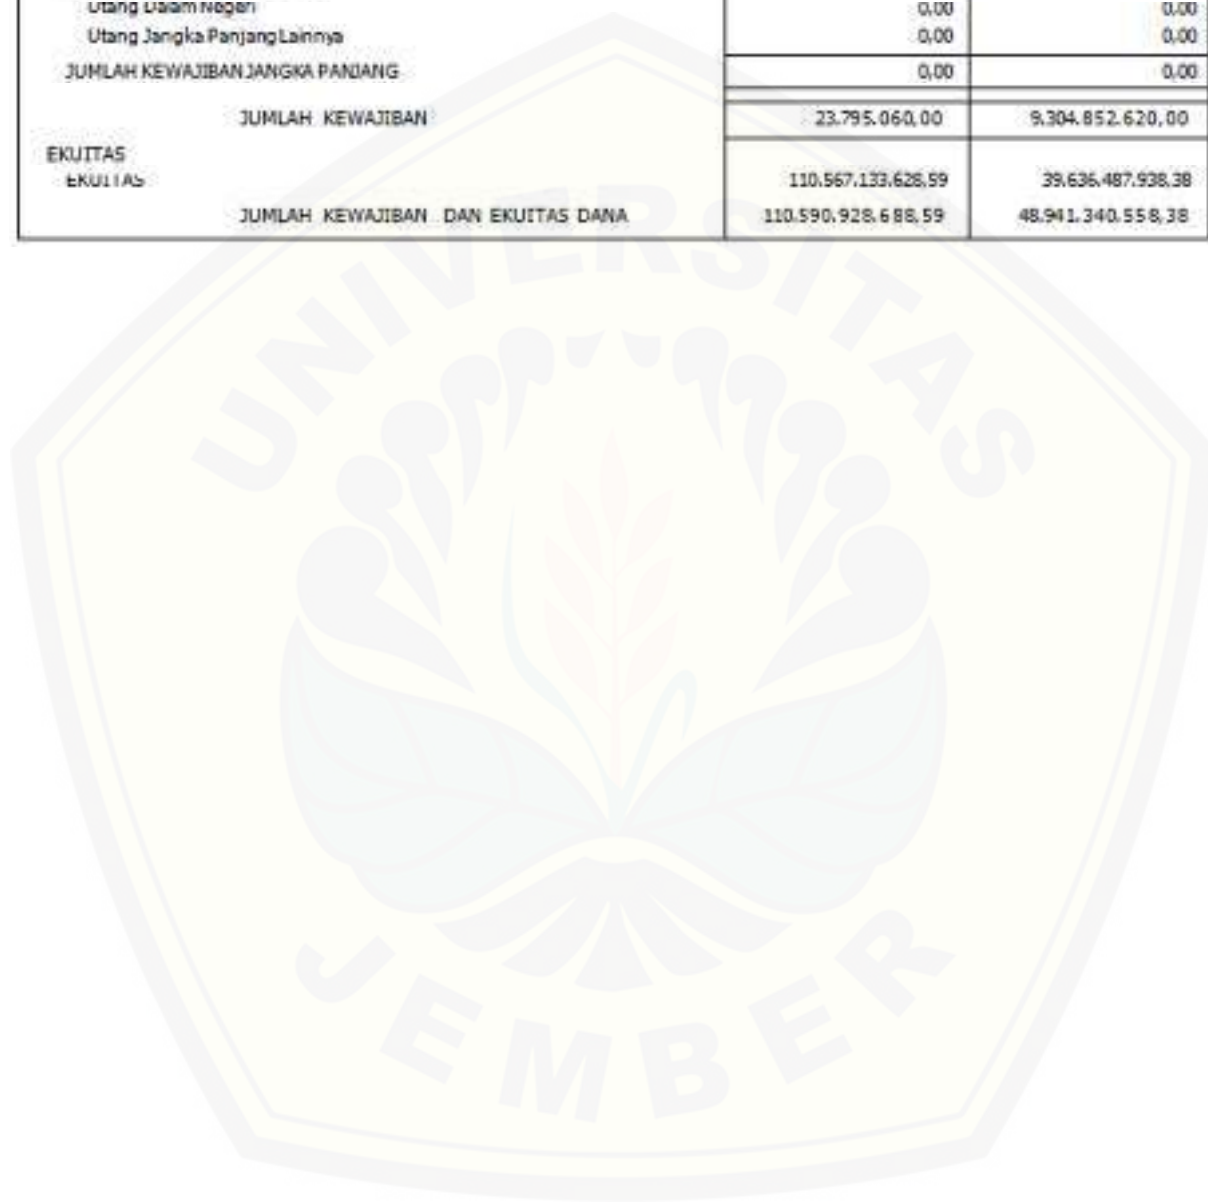 Utang Dalam Negeri 0,00 0,00
Utang Jangka Panjang Lainnya 0,00 0,00
JUMLAH KEWAJIBAN JANGKA PANJANG 0,00 0,00
JUMLAH KEWAJIBAN 23.795.060,00 9.304.852.620,00
EKUITAS
EKUITAS 110.567.133.628,59 39.636.487.938,38
JUMLAH KEWAJIBAN DAN EKUITAS DANA 110.590.928.688,59 48.941.340.558,38
UNIVERSITAS
JEMBER